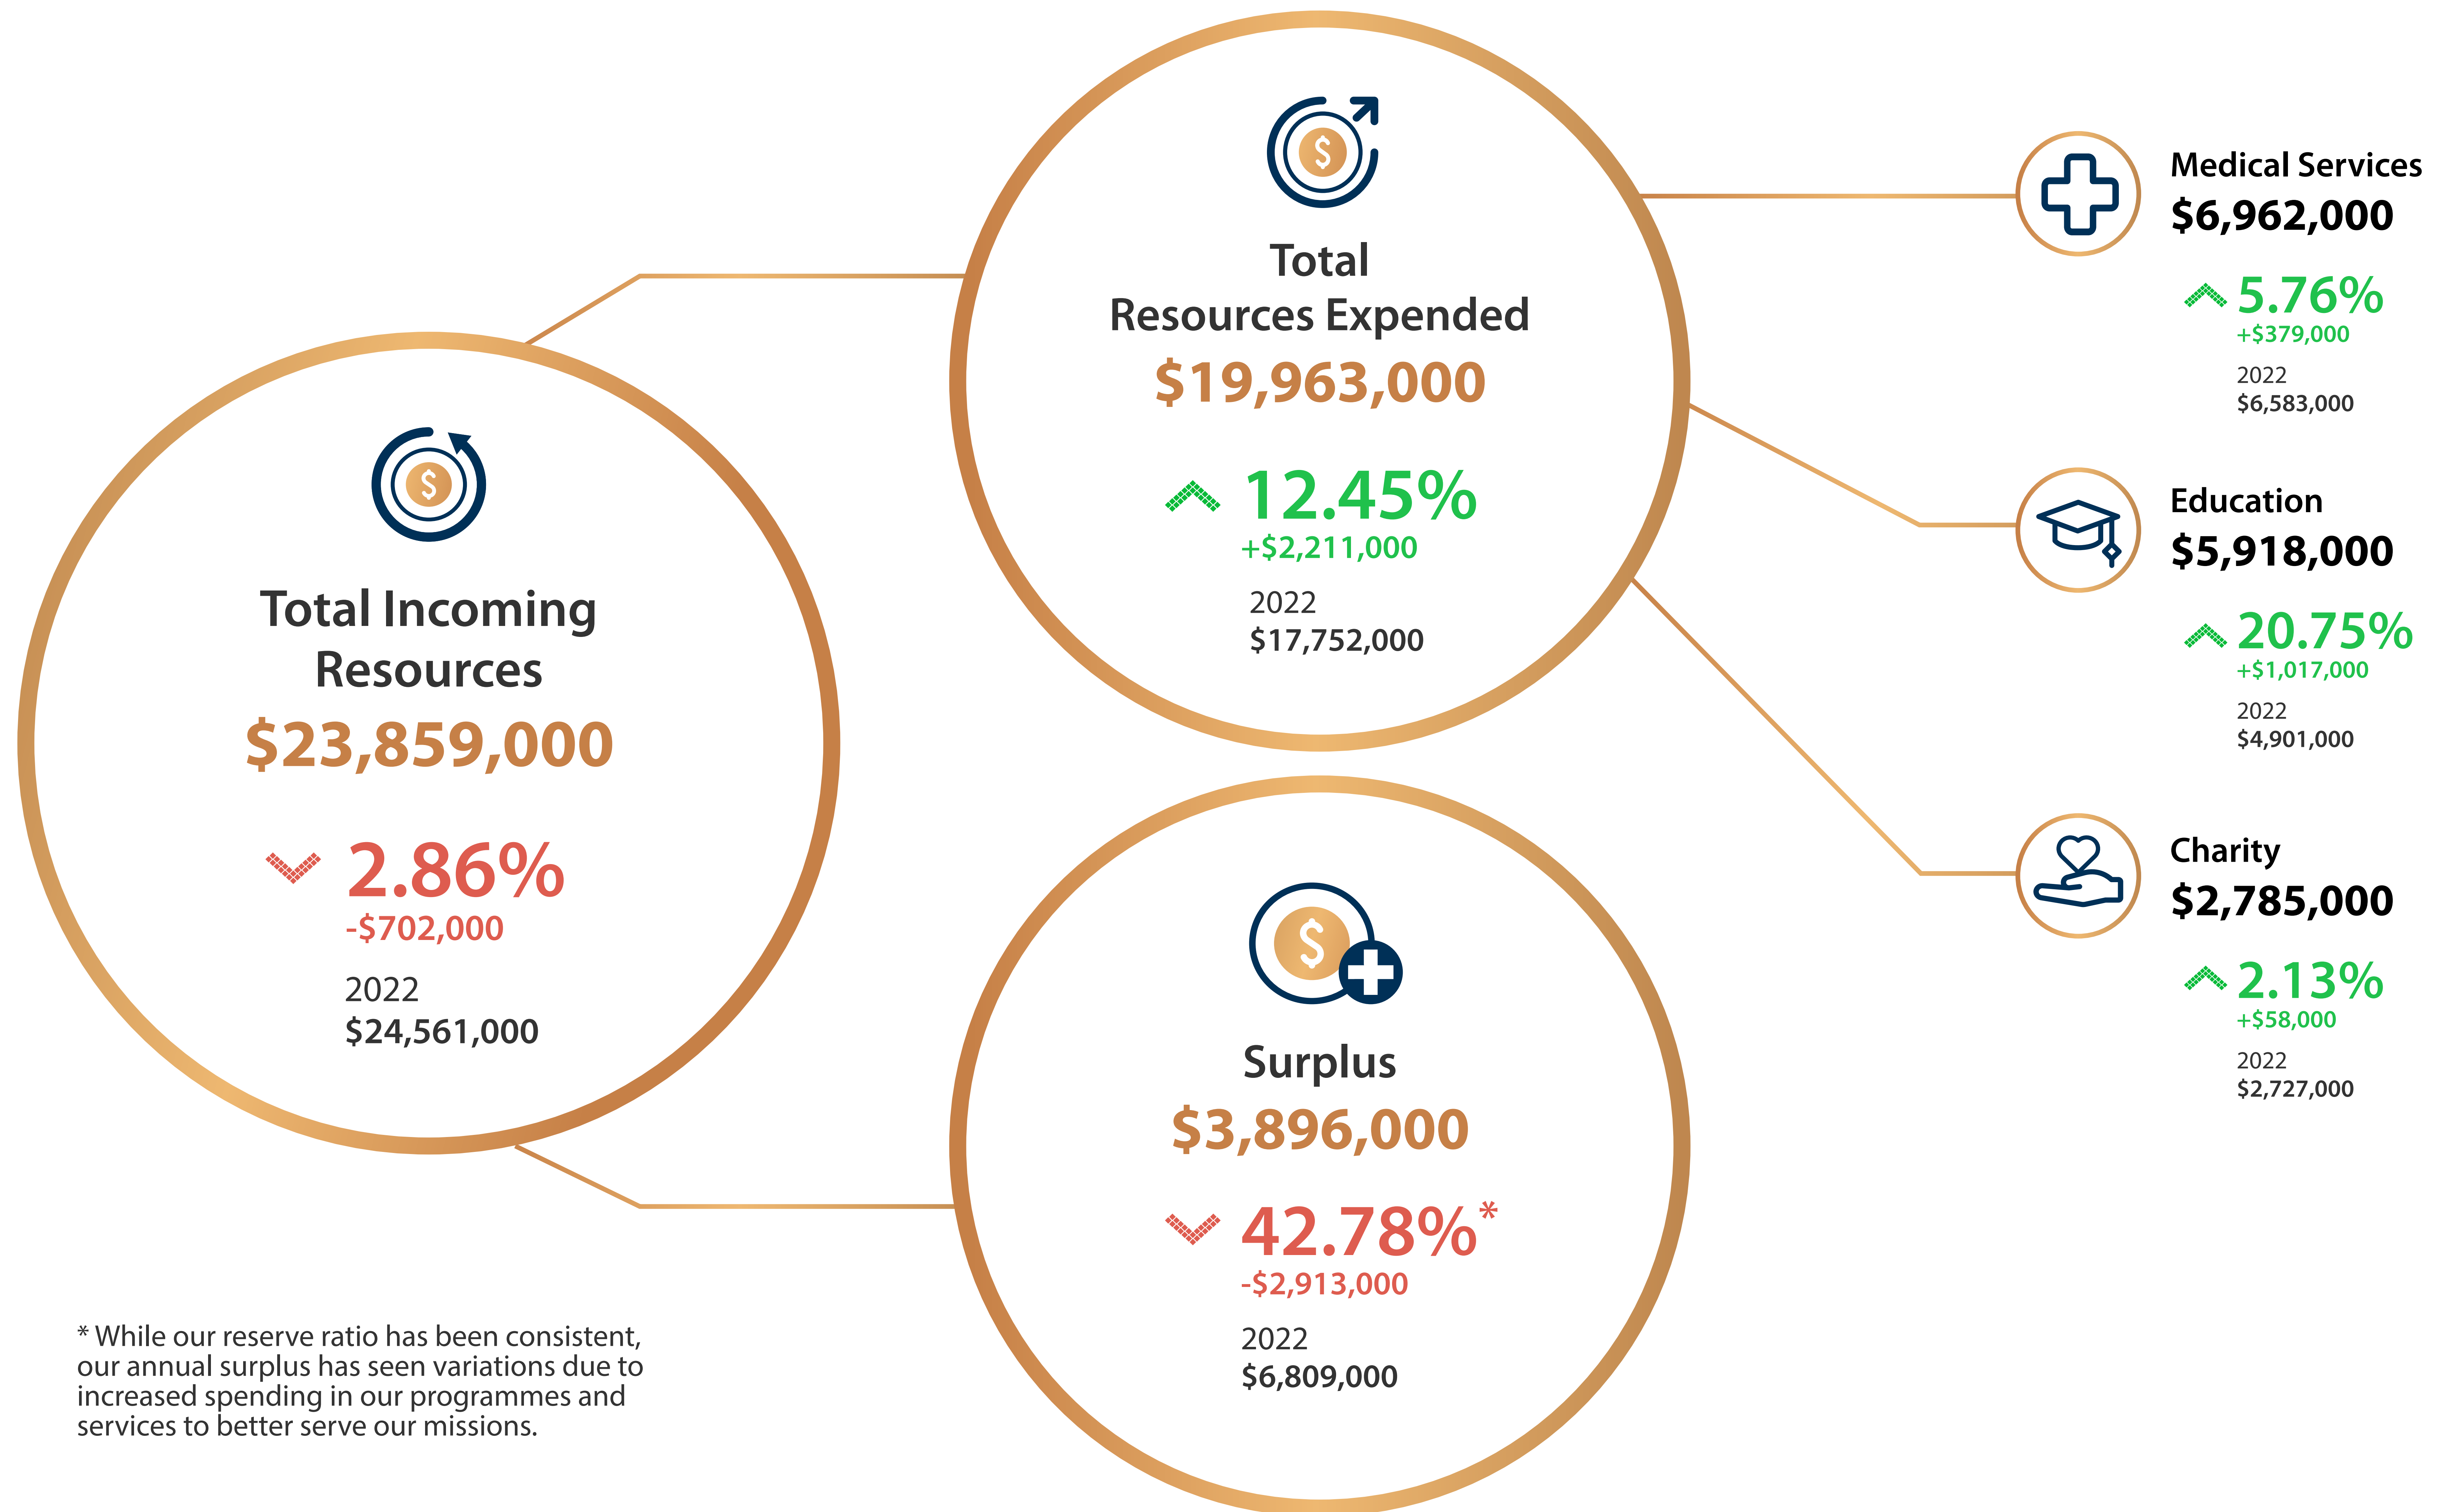 Total Incoming
Resources
$23,859,000
2.86%
-$702,000
2022
$24,561,000
Total
Resources Expended
$19,963,000
12.45%
+$2,211,000
2022
$17,752,000
Surplus
$3,896,000
42.78%*
-$2,913,000
2022
$6,809,000
Medical Services
$6,962,000
5.76%
+$379,000
2022
$6,583,000
Education
$5,918,000
20.75%
+$1,017,000
2022
$4,901,000
Charity
$2,785,000
2.13%
+$58,000
2022
$2,727,000
* While our reserve ratio has been consistent,
our annual surplus has seen variations due to
increased spending in our programmes and
services to better serve our missions.